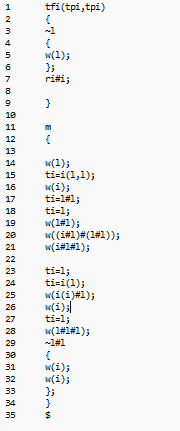 1 tfi(tpi,tpi)
2 {
3 ~l
4 {
5 w(l);
6 };
7 ri#i;
8
9 }
10
11 m
12 {
13
14 w(l);
15 ti=i(l,l);
16 w(i);
17 ti=l#l;
18 ti=l;
19 w(l#l);
20 w((i#l)#(l#l));
21 w(i#l#l);
22
23 ti=l;
24 ti=i(l);
25 w(i(i)#l);
26 w(i);
27 ti=l;
28 w(l#l#l);
29 ~l#l
30 {
31 w(i);
32 w(i);
33 };
34 }
35 $